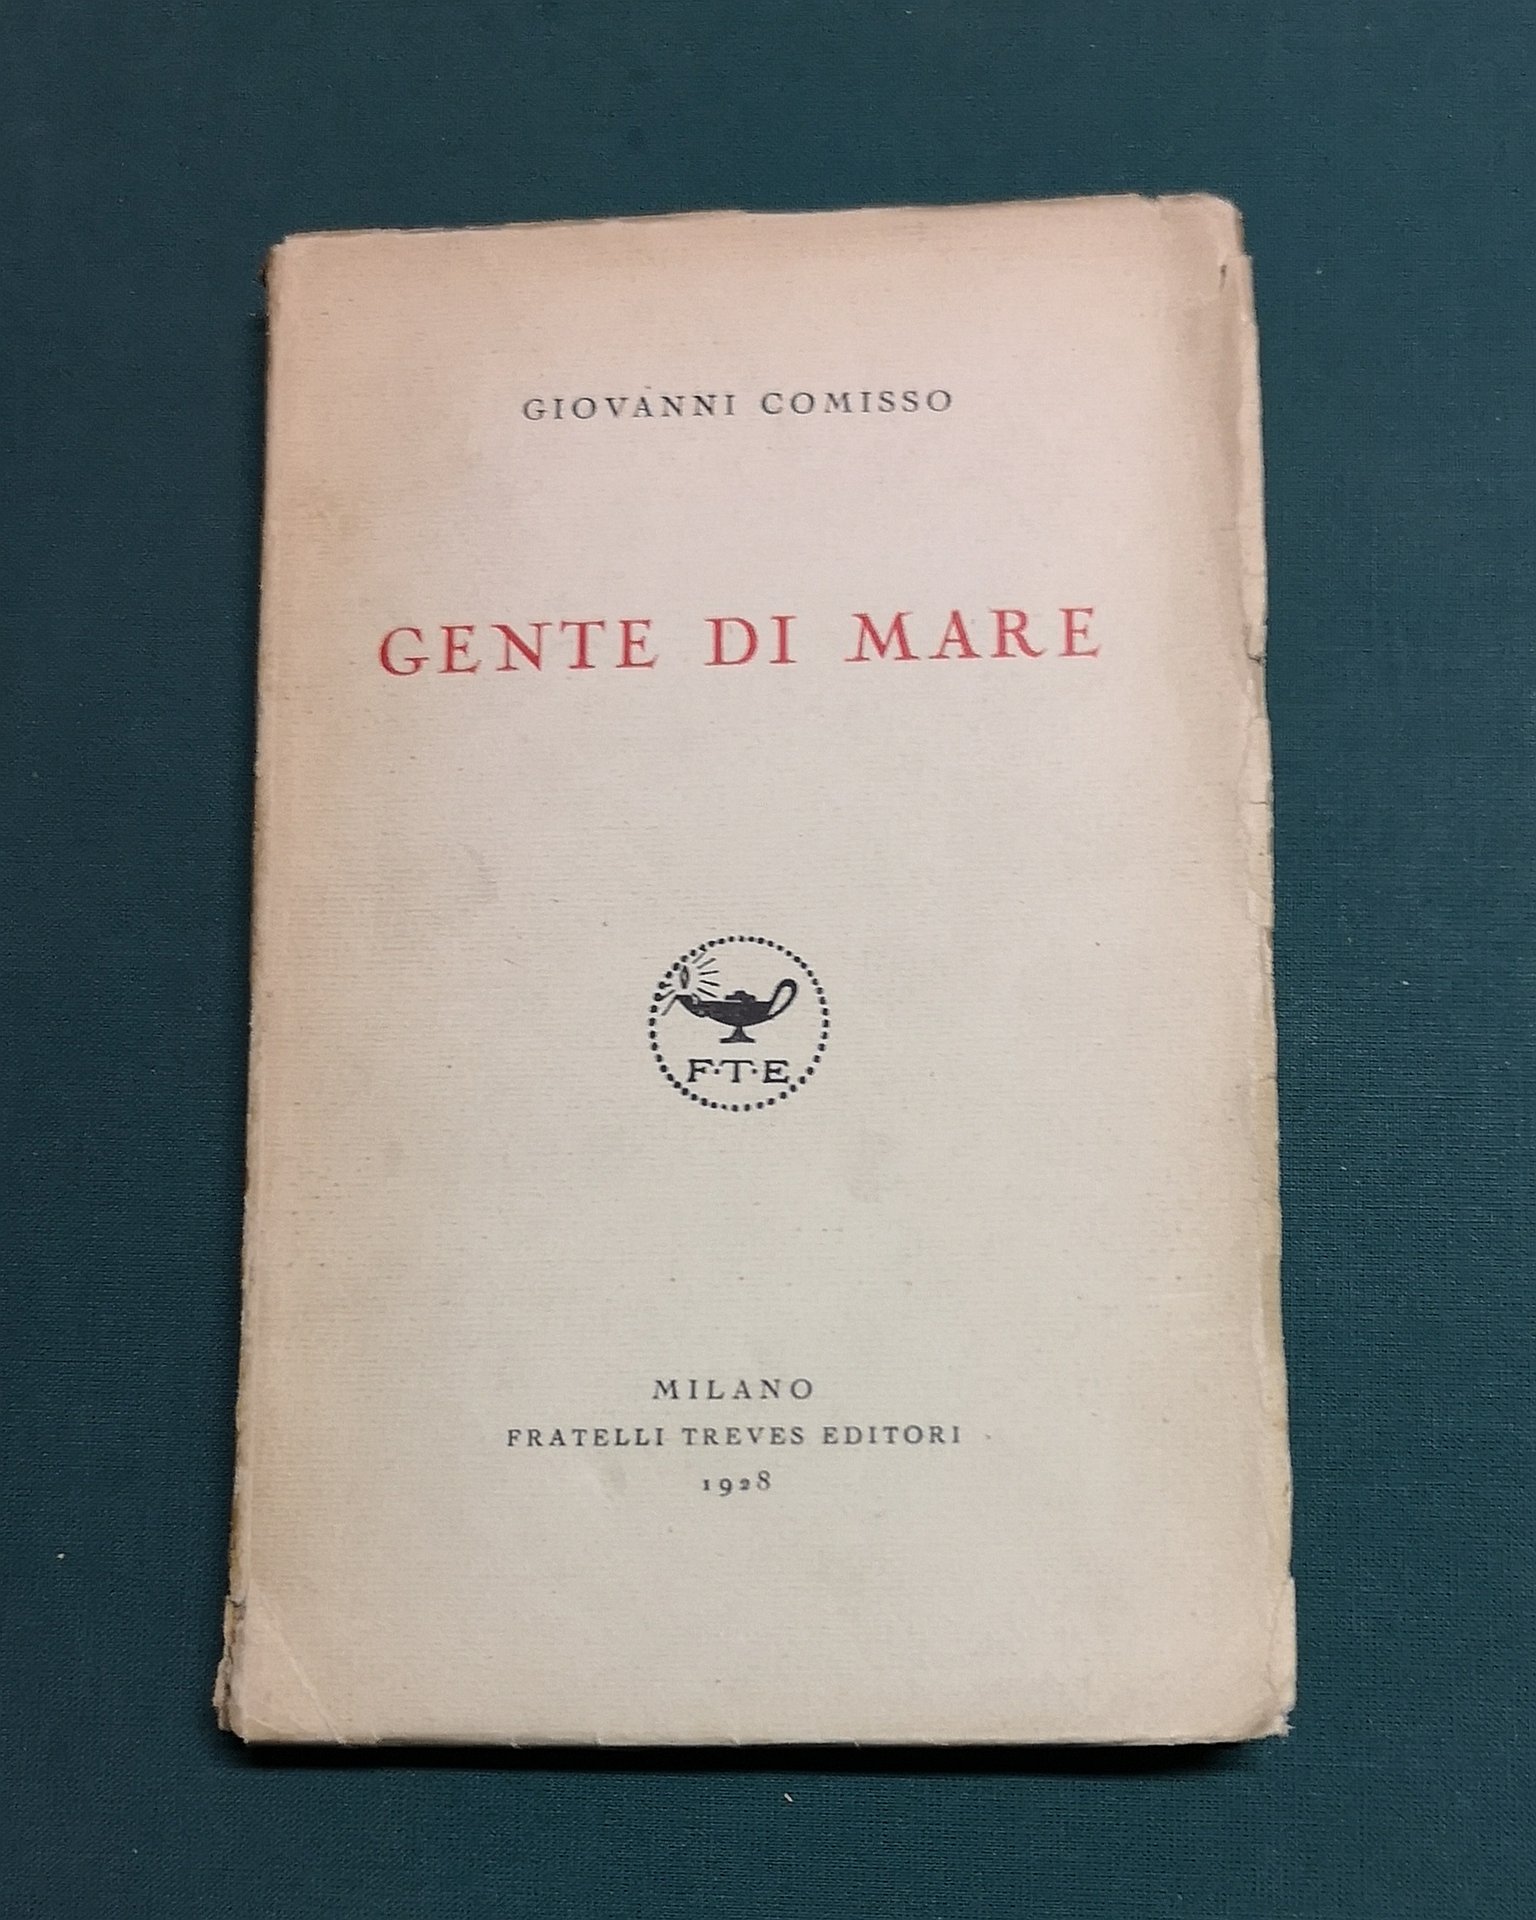 GIOVANNI COMISSO
GENTE DI MARE
F·T·E
MILANO
FRATELLI TREVES EDITORI
1928